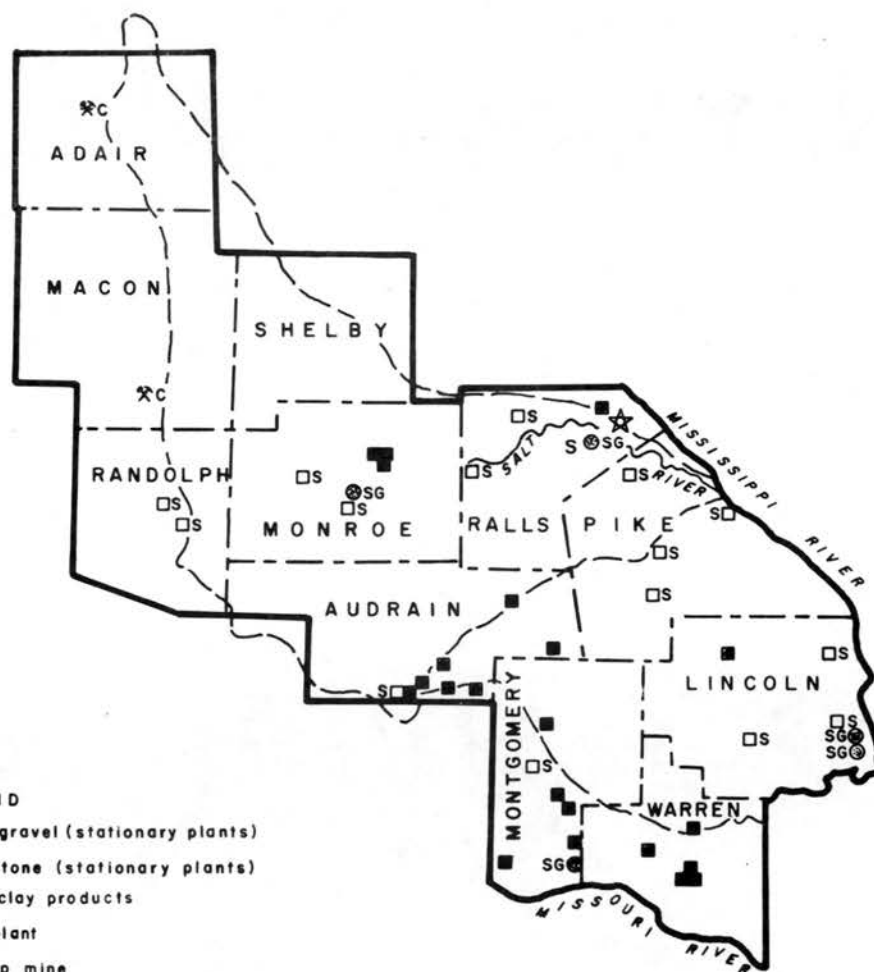 C
ADAIR
MACON
SHELBY
C
S
SALT
S SG
MISSISSIPPI
RANDOLPH
S
S
S
RIVER
SG
S
S
S
MONROE
RALLS
PIKE
S
RIVER
S
S
AUDRAIN
S
S
LINCOLN
MONTGOMERY
S
SG
S
SG
S
WARREN
SG
MISSOURI
RIVER
gravel (stationary plants)
tone (stationary plants)
clay products
lant
p mine